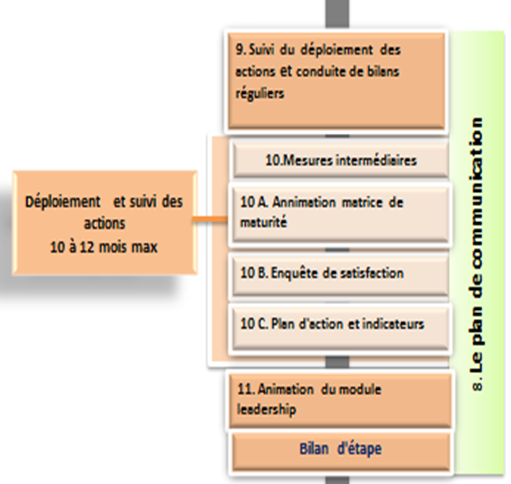 9. Suivi du déploiement des
actions et conduite de bilans
réguliers
10.Mesures intermédiaires
Déploiement et suivi des
actions
10 à 12 mois max
10 A. Annimation matrice de
maturité
10 B. Enquête de satisfaction
10 C. Plan d'action et indicateurs
11. Animation du module
leadership
Bilan d'étape
8. Le plan de communication